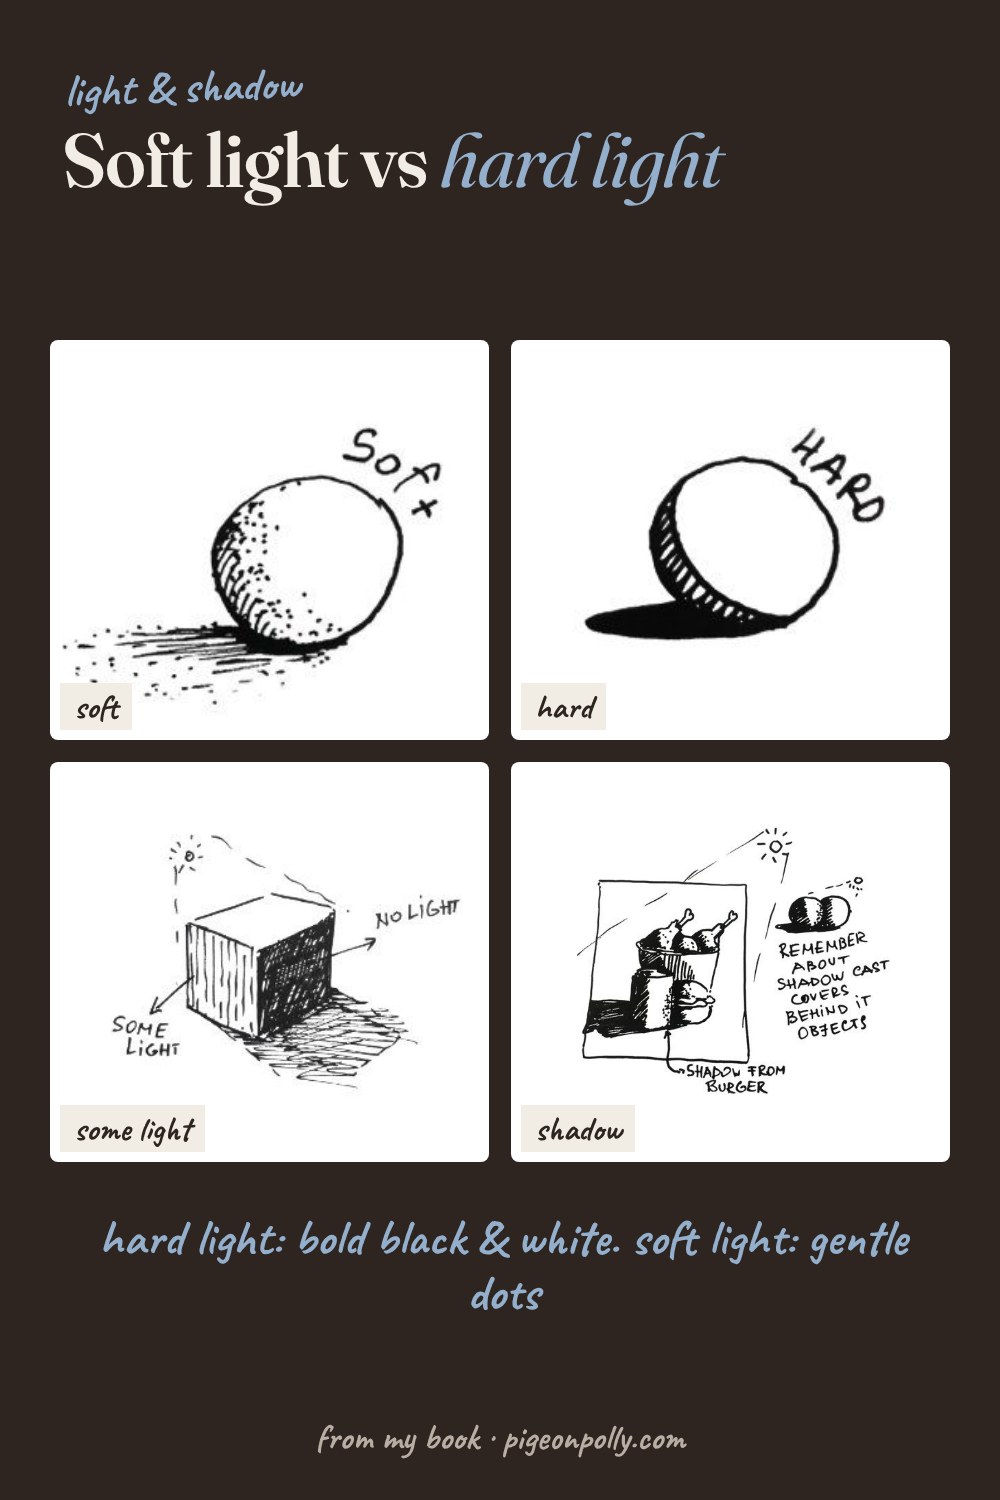 light & shadow
Soft light vs hard light
Soft
soft
HARD
hard
NO LIGHT
SOME
LIGHT
some light
REMEMBER
ABOUT
SHADOW CAST
COVERS
BEHIND IT
OBJECTS
SHADOW FROM
BURGER
shadow
hard light: bold black & white. soft light: gentle
dots
from my book · pigeonpolly.com